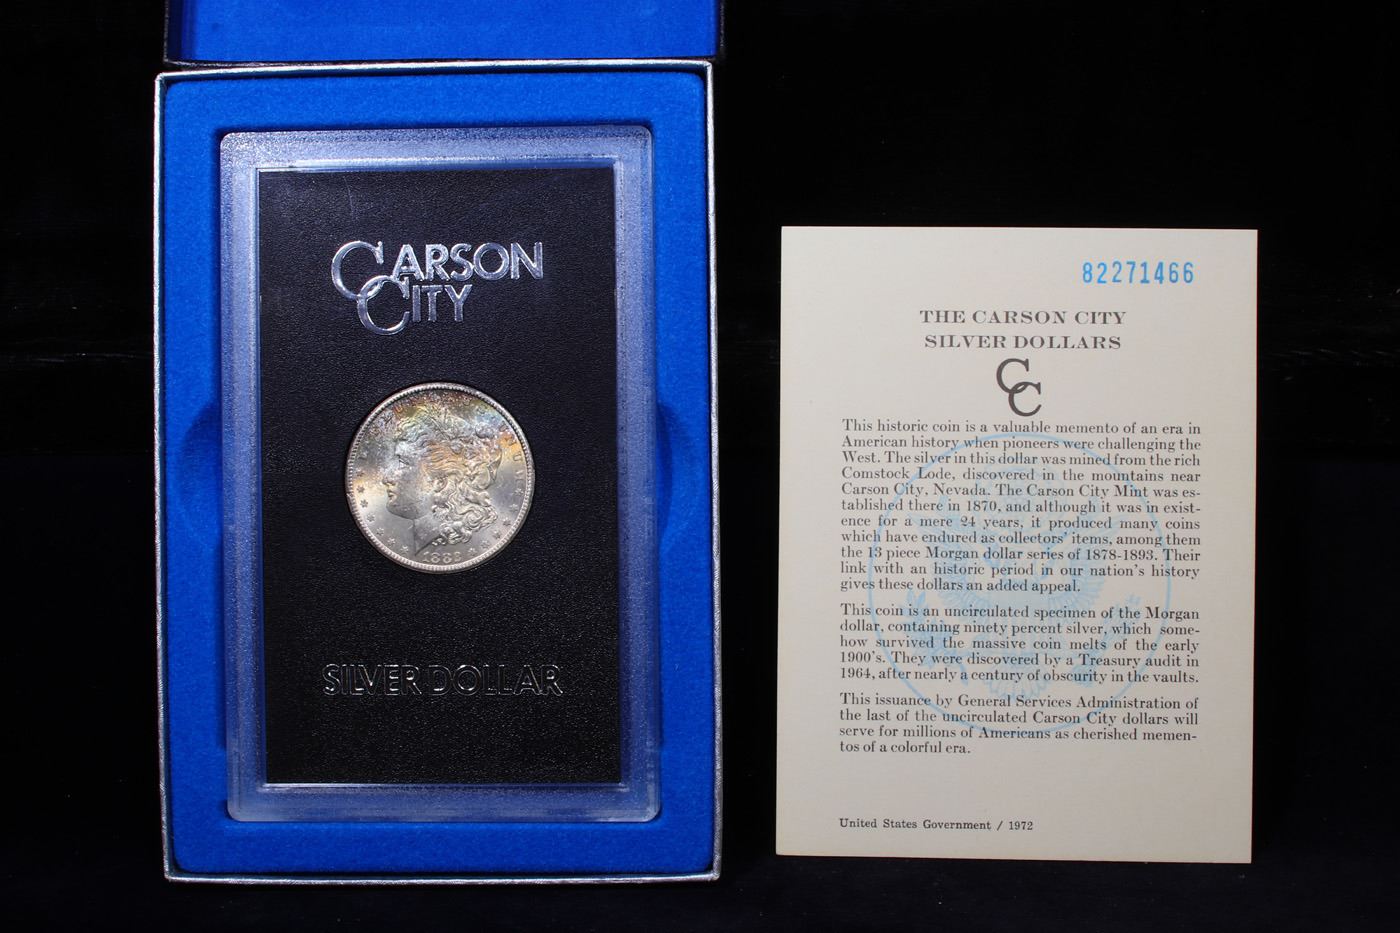 CARSON
CITY
1882
SILVER DOLLAR
82271466
THE CARSON CITY
SILVER DOLLARS
CC
This historic coin is a valuable memento of an era in
American history when pioneers were challenging the
West. The silver in this dollar was mined from the rich
Comstock Lode, discovered in the mountains near
Carson City, Nevada. The Carson City Mint was es-
tablished there in 1870, and although it was in exist-
ence for a mere 24 years, it produced many coins
which have endured as collectors' items, among them
the 13 piece Morgan dollar series of 1878-1893. Their
link with an historic period in our nation's history
gives these dollars an added appeal.
This coin is an uncirculated specimen of the Morgan
dollar, containing ninety percent silver, which some-
how survived the massive coin melts of the early
1900's. They were discovered by a Treasury audit in
1964, after nearly a century of obscurity in the vaults.
This issuance by General Services Administration of
the last of the uncirculated Carson City dollars will
serve for millions of Americans as cherished memen-
tos of a colorful era.
United States Government / 1972